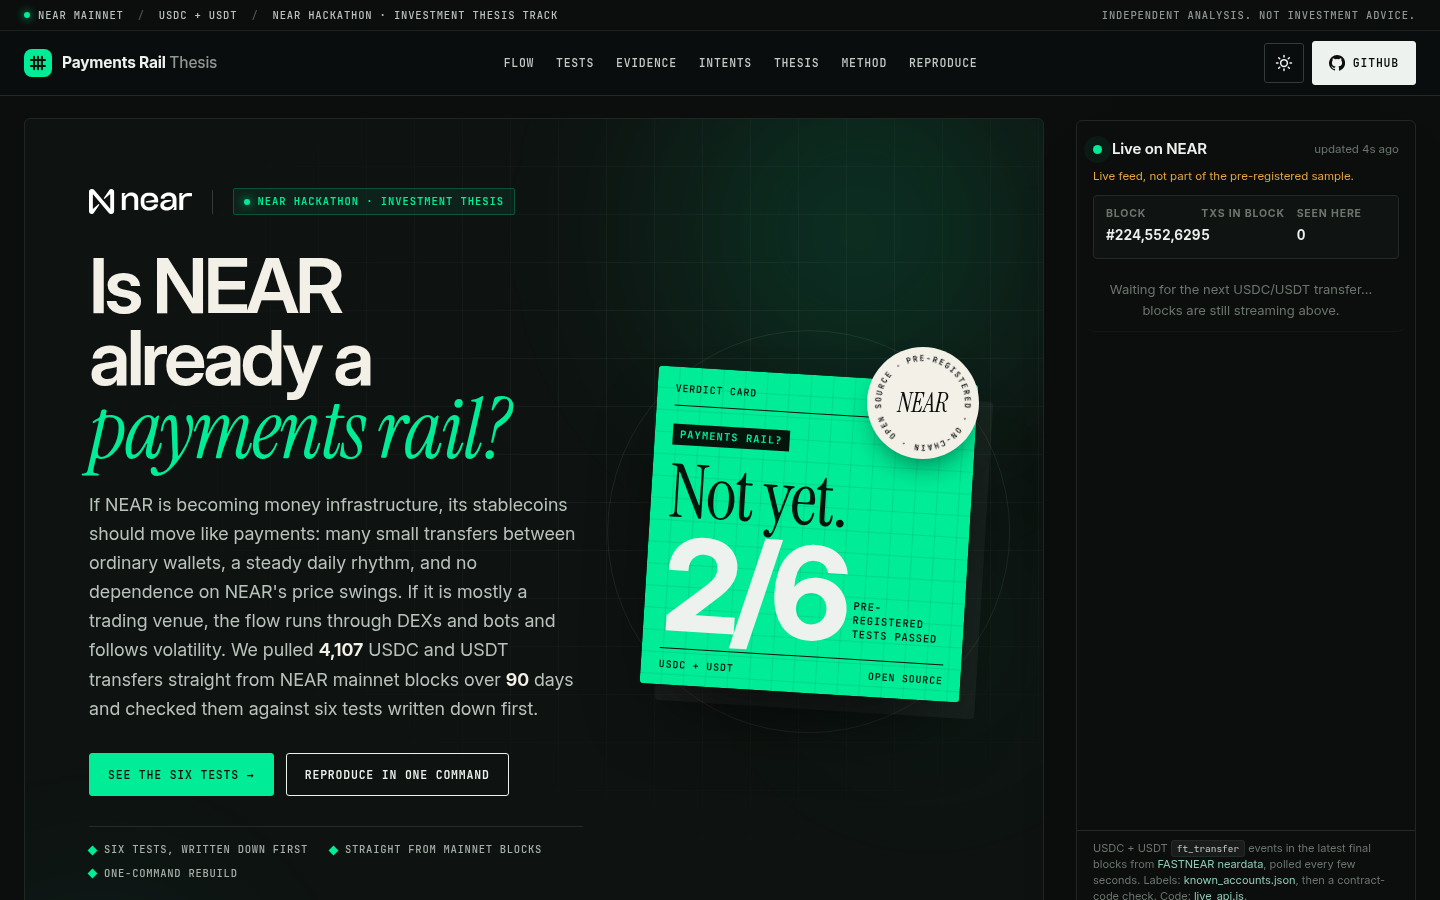 NEAR MAINNET / USDC + USDT / NEAR HACKATHON · INVESTMENT THESIS TRACK
INDEPENDENT ANALYSIS. NOT INVESTMENT ADVICE.
Payments Rail Thesis
FLOW TESTS EVIDENCE INTENTS THESIS METHOD REPRODUCE
GITHUB
near
NEAR HACKATHON · INVESTMENT THESIS
Is NEAR
already a
payments rail?
If NEAR is becoming money infrastructure, its stablecoins
should move like payments: many small transfers between
ordinary wallets, a steady daily rhythm, and no
dependence on NEAR's price swings. If it is mostly a
trading venue, the flow runs through DEXs and bots and
follows volatility. We pulled 4,107 USDC and USDT
transfers straight from NEAR mainnet blocks over 90 days
and checked them against six tests written down first.
SEE THE SIX TESTS →
REPRODUCE IN ONE COMMAND
SIX TESTS, WRITTEN DOWN FIRST
STRAIGHT FROM MAINNET BLOCKS
ONE-COMMAND REBUILD
VERDICT CARD
PAYMENTS RAIL?
Not yet.
2/6
PRE-
REGISTERED
TESTS PASSED
USDC + USDT
OPEN SOURCE
PRE-REGISTERED · ON-CHAIN · OPEN SOURCE ·
NEAR
Live on NEAR
updated 4s ago
Live feed, not part of the pre-registered sample.
BLOCK TXS IN BLOCK SEEN HERE
#224,552,6295 0
Waiting for the next USDC/USDT transfer...
blocks are still streaming above.
USDC + USDT ft_transfer events in the latest final
blocks from FASTNEAR neardata, polled every few
seconds. Labels: known_accounts.json, then a contract-
code check. Code: live_api.js.